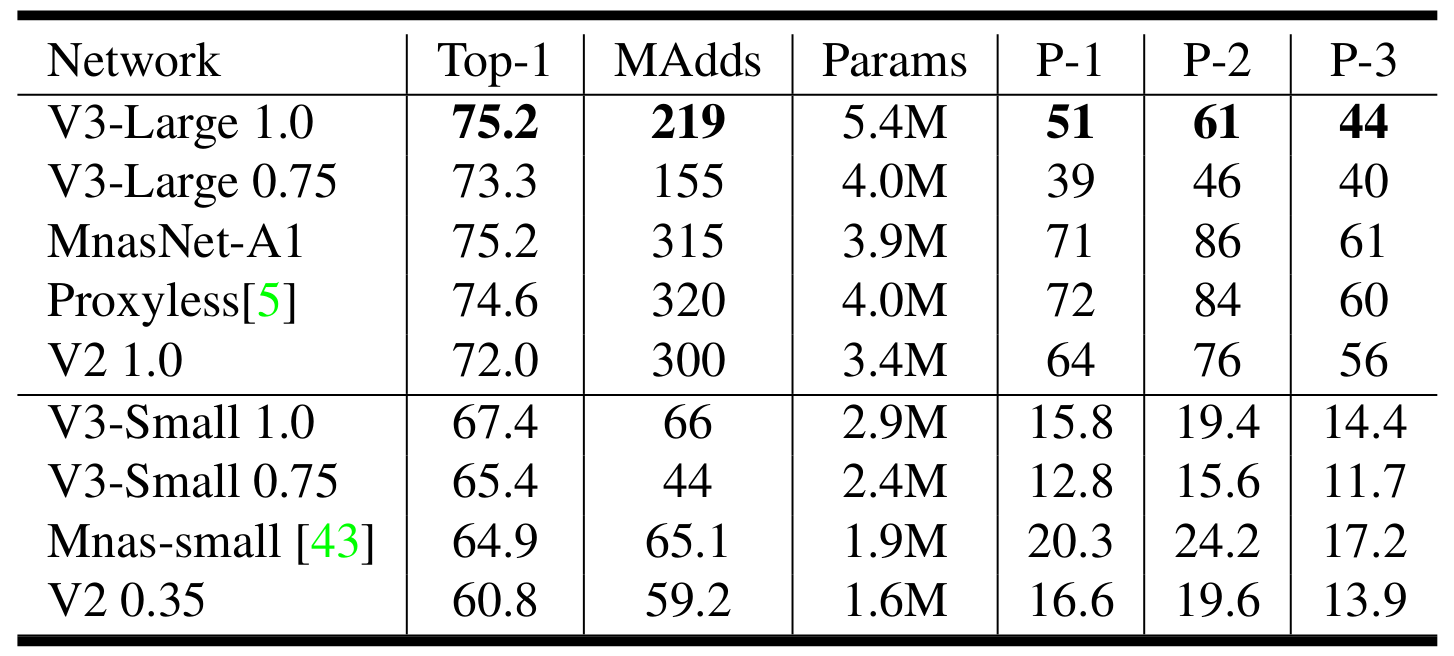 Network Top-1 MAdds Params P-1 P-2 P-3
V3-Large 1.0 75.2 219 5.4M 51 61 44
V3-Large 0.75 73.3 155 4.0M 39 46 40
MnasNet-A1 75.2 315 3.9M 71 86 61
Proxyless[5] 74.6 320 4.0M 72 84 60
V2 1.0 72.0 300 3.4M 64 76 56
V3-Small 1.0 67.4 66 2.9M 15.8 19.4 14.4
V3-Small 0.75 65.4 44 2.4M 12.8 15.6 11.7
Mnas-small [43] 64.9 65.1 1.9M 20.3 24.2 17.2
V2 0.35 60.8 59.2 1.6M 16.6 19.6 13.9